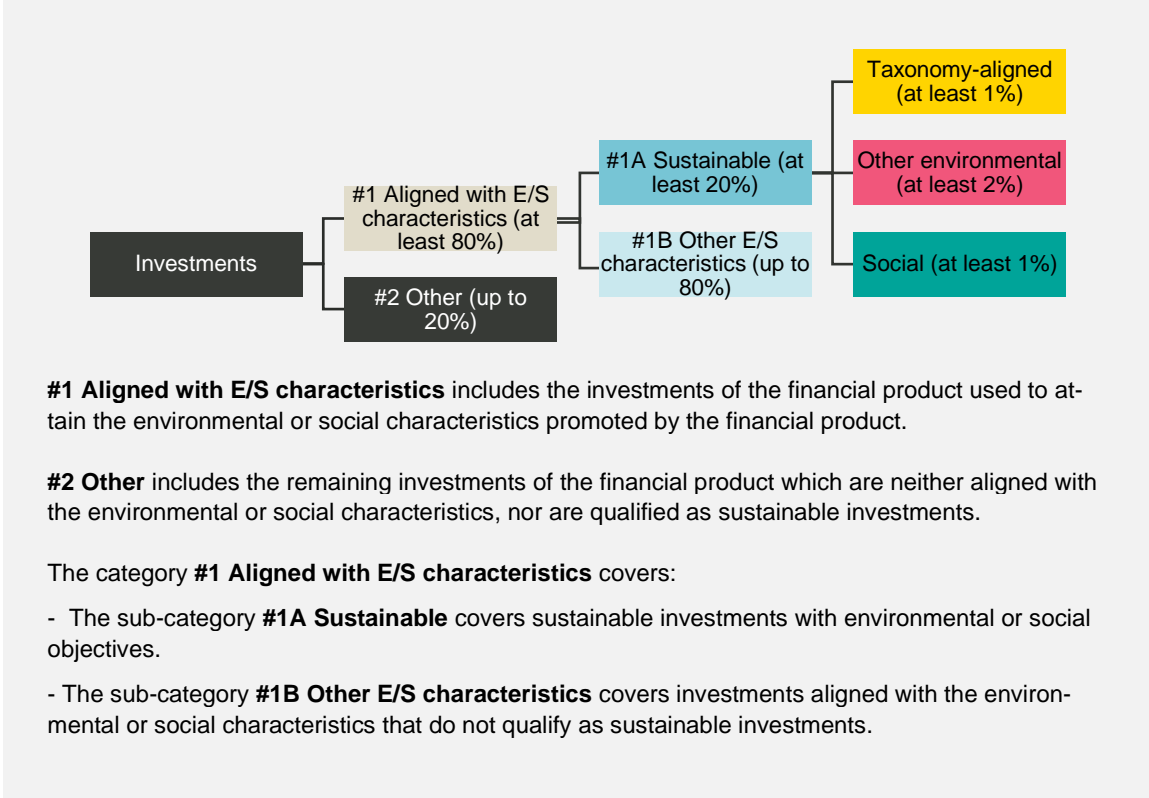 Taxonomy-aligned
(at least 1%)
#1A Sustainable (at
least 20%)
Other environmental
(at least 2%)
#1 Aligned with E/S
characteristics (at
least 80%)
Investments
#1B Other E/S
characteristics (up to
80%)
Social (at least 1%)
#2 Other (up to
20%)
#1 Aligned with E/S characteristics includes the investments of the financial product used to at-
tain the environmental or social characteristics promoted by the financial product.
#2 Other includes the remaining investments of the financial product which are neither aligned with
the environmental or social characteristics, nor are qualified as sustainable investments.
The category #1 Aligned with E/S characteristics covers:
- The sub-category #1A Sustainable covers sustainable investments with environmental or social
objectives.
- The sub-category #1B Other E/S characteristics covers investments aligned with the environ-
mental or social characteristics that do not qualify as sustainable investments.